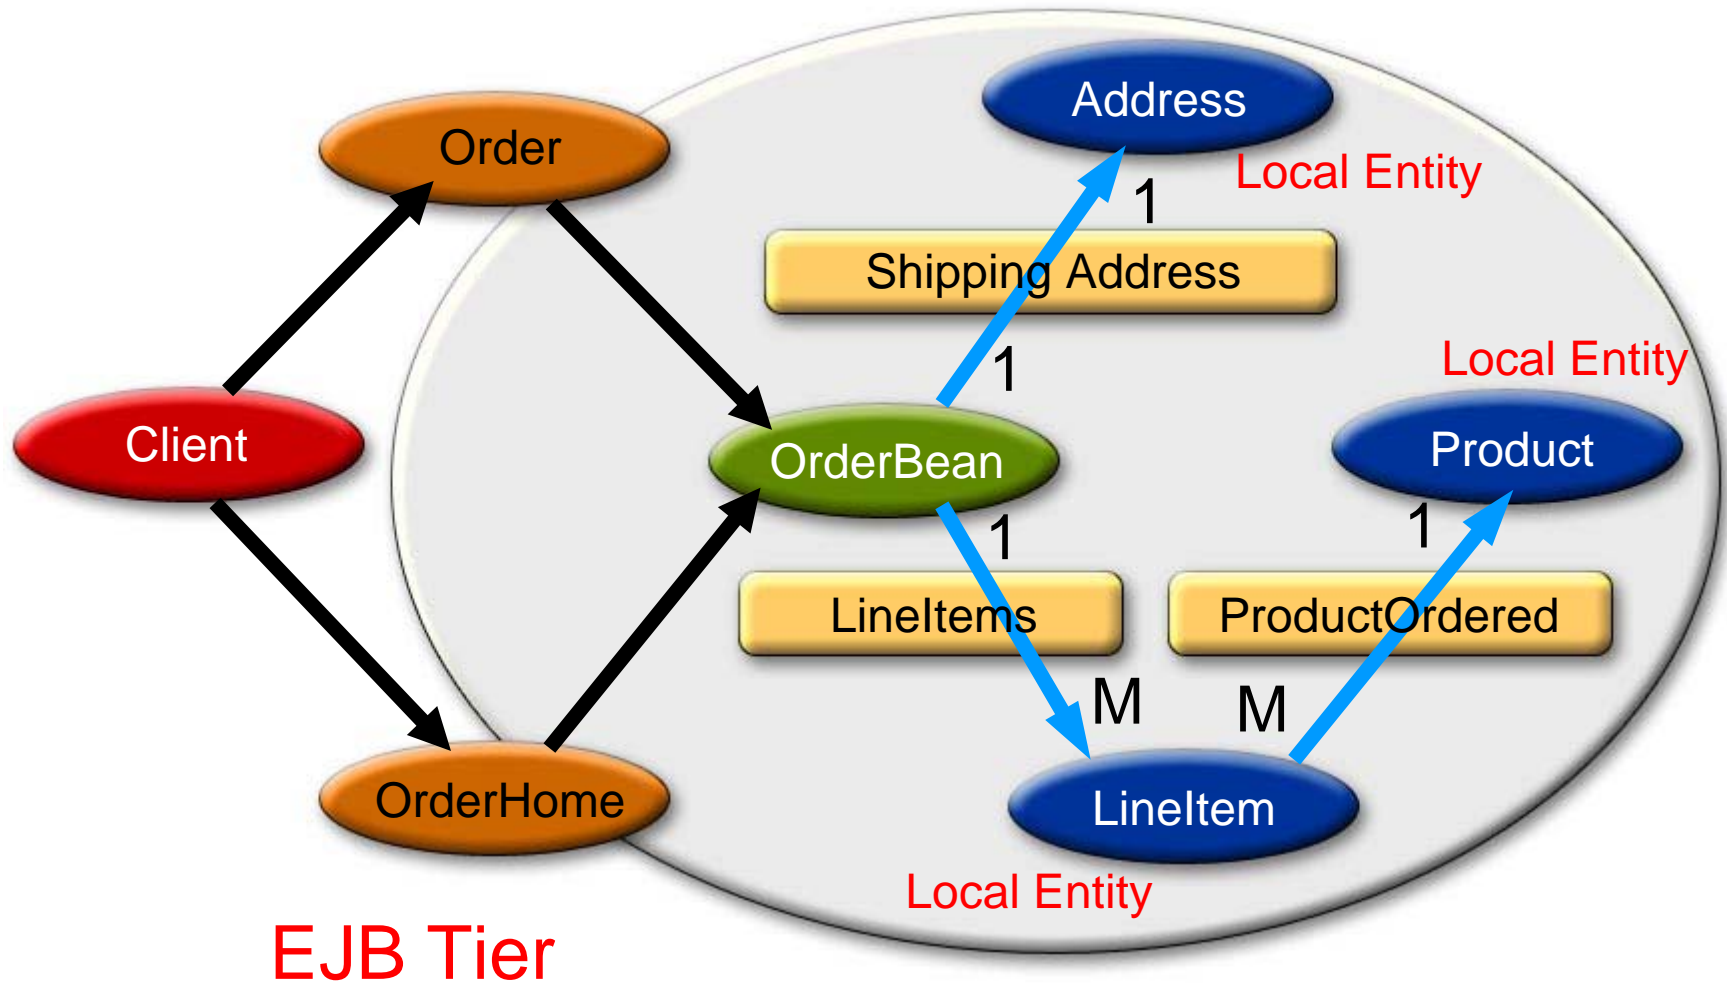 Address
Order
Local Entity
1
Shipping Address
Local Entity
1
Client
Product
OrderBean
1
1
LineItems
ProductOrdered
M
M
OrderHome
LineItem
Local Entity
EJB Tier